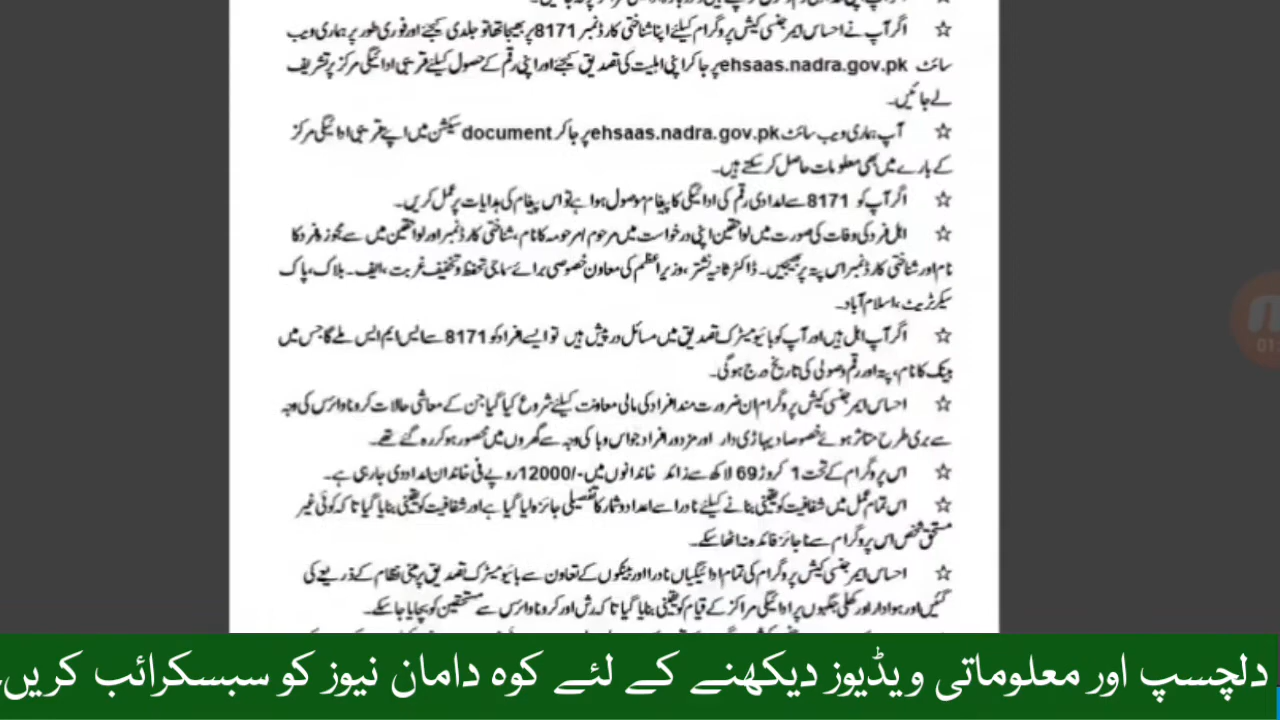 ☆ اگر آپ نے احساس ایمرجنسی کیش پروگرام کیلئے اپنا شناختی کارڈ نمبر 8171 پر بھیجا تھا تو جلدی کیجئے اور فوری طور پر ہماری ویب
سائٹ ehsaas.nadra.gov.pk پر جا کر اپنی اہلیت کی تصدیق کیجئے اور اپنی رقم کے حصول کیلئے قریبی ادائیگی مرکز پر تشریف
لے جائیں۔
☆ آپ ہماری ویب سائٹ ehsaas.nadra.gov.pk پر جا کر document سیکشن میں اپنے قریبی ادائیگی مرکز
کے بارے میں بھی معلومات حاصل کر سکتے ہیں۔
☆ اگر آپ کو 8171 سے امدادی رقم کی ادائیگی کا پیغام موصول ہوا ہے تو اس پیغام کی ہدایات پر عمل کریں۔
☆ اہل فرد کی وفات کی صورت میں لواحقین اپنی درخواست میں مرحوم / مرحومہ کا نام، شناختی کارڈ نمبر اور لواحقین میں سے مجوزہ فرد کا
نام اور شناختی کارڈ نمبر اس پتہ پر بھیجیں۔ ڈاکٹر ثانیہ نشتر، وزیر اعظم کی معاون خصوصی برائے سماجی تحفظ و تخفیف غربت، ایف۔ بلاک، پاک
سیکرٹریٹ، اسلام آباد۔
☆ اگر آپ اہل ہیں اور آپ کو بائیومیٹرک تصدیق میں مسائل درپیش ہیں تو ایسے افراد کو 8171 سے ایس ایم ایس ملے گا جس میں
بینک کا نام، پتہ اور رقم وصولی کی تاریخ درج ہوگی۔
☆ احساس ایمرجنسی کیش پروگرام ان ضرورت مند افراد کی مالی معاونت کیلئے شروع کیا گیا جن کے معاشی حالات کرونا وائرس کی وجہ
سے بری طرح متاثر ہوئے خصوصا دیہاڑی دار اور مزدور افراد جو اس وبا کی وجہ سے گھروں میں محصور ہو کر رہ گئے تھے۔
☆ اس پروگرام کے تحت 1 کروڑ 69 لاکھ سے زائد خاندانوں میں -/12000 روپے فی خاندان امداد دی جا رہی ہے۔
☆ اس تمام عمل میں شفافیت کو یقینی بنانے کیلئے نادرا سے اعداد و شمار کا تفصیلی جائزہ لیا گیا ہے اور شفافیت کو یقینی بنایا گیا تا کہ کوئی غیر
مستحق شخص اس پروگرام سے ناجائز فائدہ نہ اٹھا سکے۔
☆ احساس ایمرجنسی کیش پروگرام کی تمام ادائیگیاں نادرا اور بینکوں کے تعاون سے بائیومیٹرک تصدیق پر مبنی نظام کے ذریعے کی
گئیں اور ہوادار اور کھلی جگہوں پر ادائیگی مراکز کے قیام کو یقینی بنایا گیا تا کہ رش اور کرونا وائرس سے مستحقین کو بچایا جا سکے۔
دلچسپ اور معلوماتی ویڈیوز دیکھنے کے لئے کوہ دامان نیوز کو سبسکرائب کریں۔